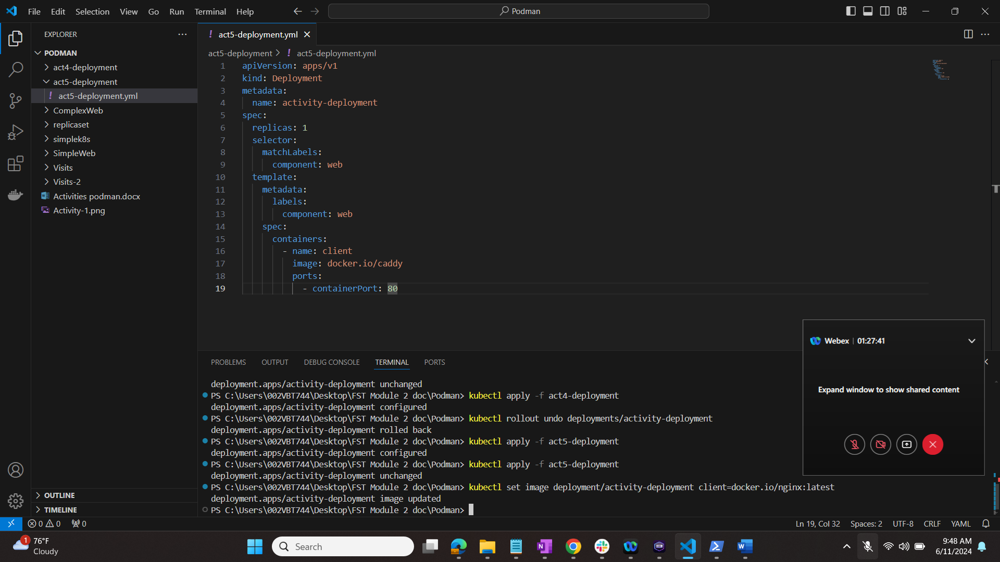 File Edit Selection View Go Run Terminal Help
Podman
EXPLORER
PODMAN
act4-deployment
act5-deployment
! act5-deployment.yml
ComplexWeb
replicaset
simplek8s
SimpleWeb
Visits
Visits-2
Activities podman.docx
Activity-1.png
OUTLINE
TIMELINE
! act5-deployment.yml
act5-deployment > ! act5-deployment.yml
1 apiVersion: apps/v1
2 kind: Deployment
3 metadata:
4 name: activity-deployment
5 spec:
6 replicas: 1
7 selector:
8 matchLabels:
9 component: web
10 template:
11 metadata:
12 labels:
13 component: web
14 spec:
15 containers:
16 - name: client
17 image: docker.io/caddy
18 ports:
19 - containerPort: 80
PROBLEMS OUTPUT DEBUG CONSOLE TERMINAL PORTS
deployment.apps/activity-deployment unchanged
PS C:\Users\002VBT744\Desktop\FST Module 2 doc\Podman> kubectl apply -f act4-deployment
deployment.apps/activity-deployment configured
PS C:\Users\002VBT744\Desktop\FST Module 2 doc\Podman> kubectl rollout undo deployments/activity-deployment
deployment.apps/activity-deployment rolled back
PS C:\Users\002VBT744\Desktop\FST Module 2 doc\Podman> kubectl apply -f act5-deployment
deployment.apps/activity-deployment configured
PS C:\Users\002VBT744\Desktop\FST Module 2 doc\Podman> kubectl apply -f act5-deployment
deployment.apps/activity-deployment unchanged
PS C:\Users\002VBT744\Desktop\FST Module 2 doc\Podman> kubectl set image deployment/activity-deployment client=docker.io/nginx:latest
deployment.apps/activity-deployment image updated
PS C:\Users\002VBT744\Desktop\FST Module 2 doc\Podman>
Webex | 01:27:41
Expand window to show shared content
0 0 0
Ln 19, Col 32 Spaces: 2 UTF-8 CRLF YAML
1
76°F
Cloudy
Search
9:48 AM
6/11/2024